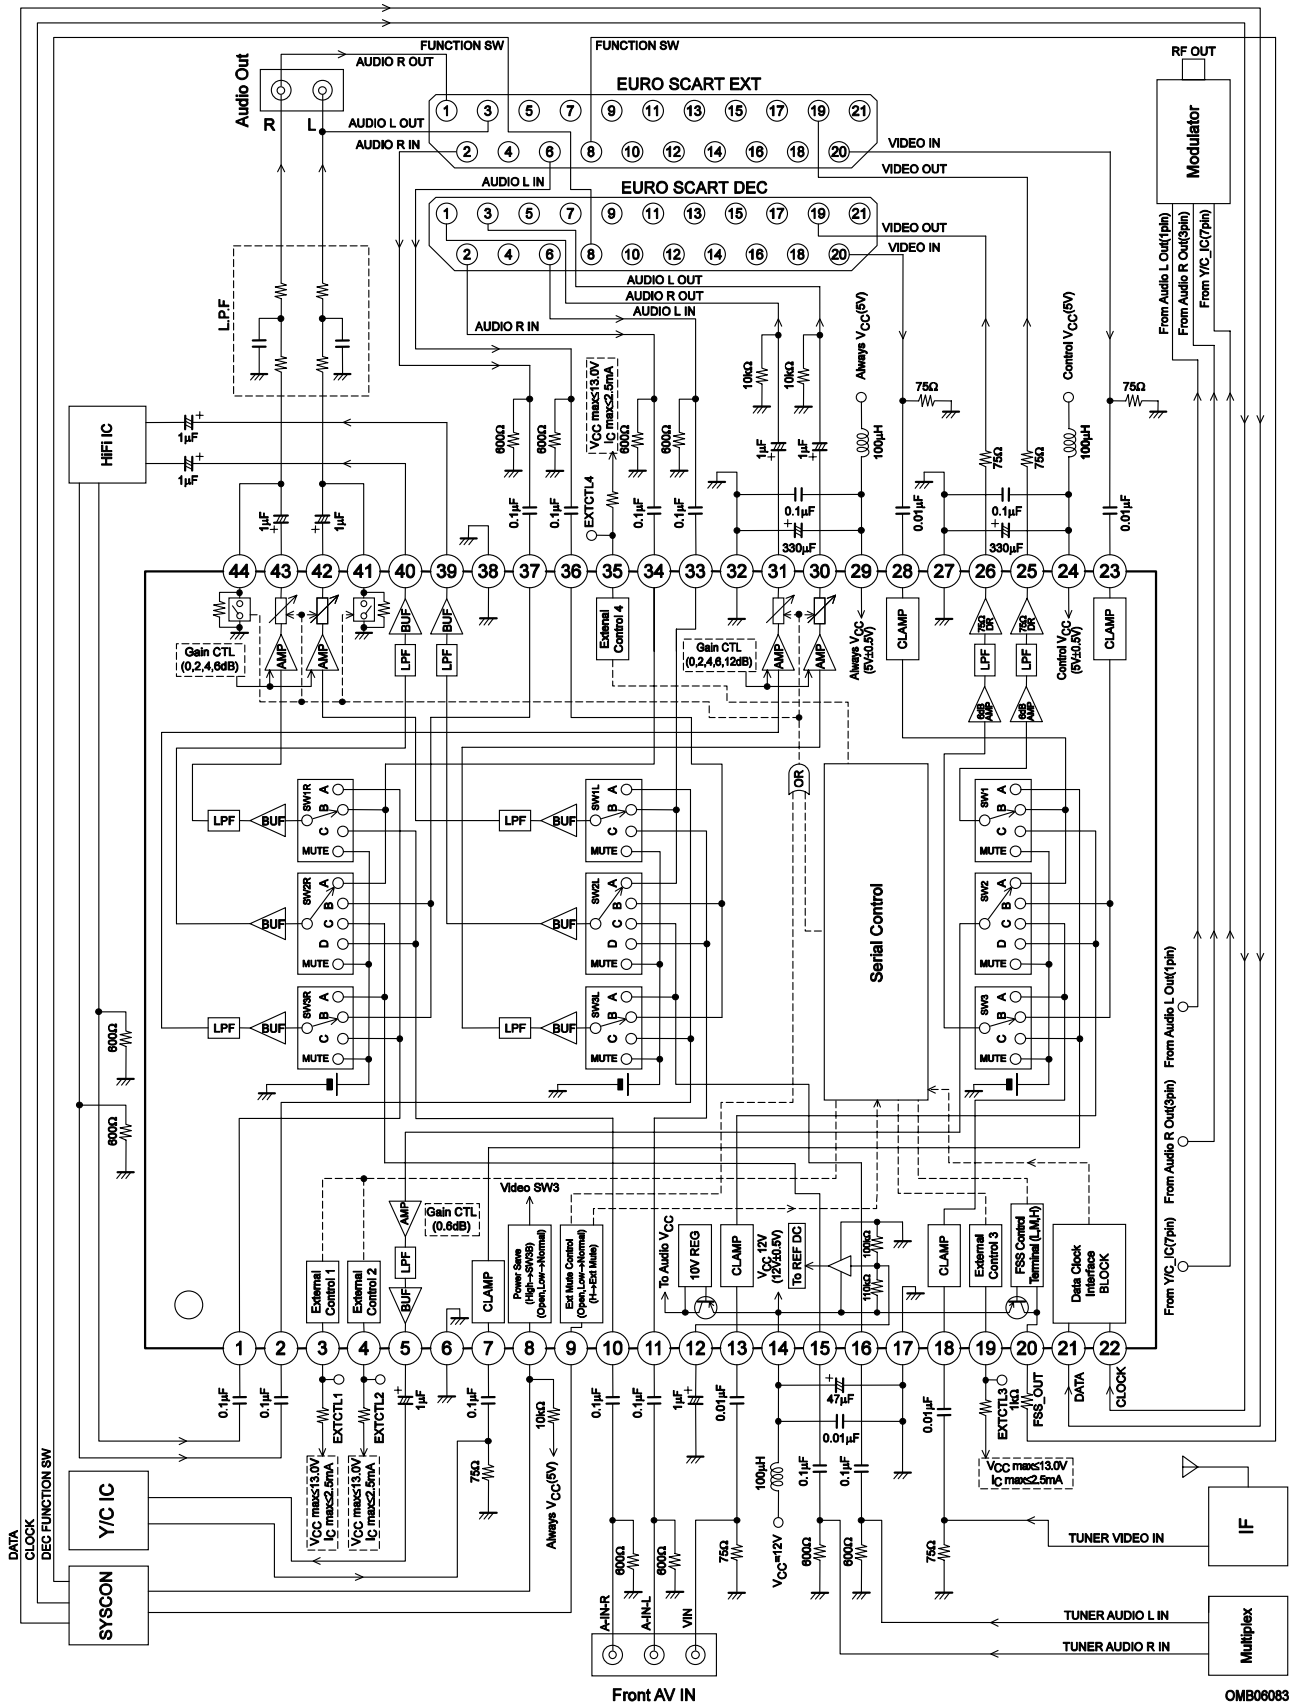 FUNCTION SW
AUDIO R OUT
FUNCTION SW
RF OUT
EURO SCART EXT
Audio Out
R
L
AUDIO L OUT
AUDIO R IN
1 3 5 7 9 11 13 15 17 19 21
2 4 6 8 10 12 14 16 18 20
VIDEO IN
VIDEO OUT
AUDIO L IN
Modulator
EURO SCART DEC
1 3 5 7 9 11 13 15 17 19 21
2 4 6 8 10 12 14 16 18 20
VIDEO OUT
VIDEO IN
From Audio L Out(1pin)
From Audio R Out(3pin)
From Y/C_IC(7pin)
AUDIO L OUT
AUDIO R OUT
AUDIO L IN
AUDIO R IN
L.P.F
HiFi IC
1μF
1μF
1μF
1μF
600Ω
600Ω
VCC max≤13.0V
IC max≤2.5mA
600Ω
600Ω
10kΩ
10kΩ
Always VCC(5V)
75Ω
Control VCC(5V)
75Ω
100μH
75Ω
75Ω
100μH
0.1μF
0.1μF
EXTCTL4
0.1μF
0.1μF
1μF
1μF
0.1μF
330μF
0.01μF
0.1μF
330μF
0.01μF
44 43 42 41 40 39 38 37 36 35 34 33 32 31 30 29 28 27 26 25 24 23
Gain CTL
(0,2,4,6dB)
AMP
AMP
BUF
BUF
LPF
LPF
External
Control 4
Gain CTL
(0,2,4,6,12dB)
AMP
AMP
Always VCC
(5V±0.5V)
CLAMP
75Ω
DR
75Ω
DR
LPF
LPF
6dB
AMP
6dB
AMP
Control VCC
(5V±0.5V)
CLAMP
OR
LPF
BUF
SW1R
A
B
C
MUTE
LPF
BUF
SW1L
A
B
C
MUTE
SW1
A
B
C
MUTE
BUF
SW2R
A
B
C
D
MUTE
BUF
SW2L
A
B
C
D
MUTE
Serial Control
SW2
A
B
C
D
MUTE
LPF
BUF
SW3R
A
B
C
MUTE
LPF
BUF
SW3L
A
B
C
MUTE
SW3
A
B
C
MUTE
600Ω
600Ω
From Audio L Out(1pin)
From Audio R Out(3pin)
From Y/C_IC(7pin)
Video SW3
AMP
Gain CTL
(0.6dB)
LPF
BUF
External
Control 1
External
Control 2
CLAMP
Power Save
(High→SW3B)
(Open,Low→Normal)
Ext Mute Control
(Open,Low→Normal)
(H→Ext Mute)
To Audio VCC
10V REG
CLAMP
VCC 12V
(12V±0.5V)
To REF DC
100kΩ
110kΩ
CLAMP
External
Control 3
FSS Control
Terminal (L,M,H)
Data Clock
Interface
BLOCK
1 2 3 4 5 6 7 8 9 10 11 12 13 14 15 16 17 18 19 20 21 22
0.1μF
0.1μF
EXTCTL1
EXTCTL2
1μF
0.1μF
10kΩ
0.1μF
0.1μF
1μF
0.01μF
47μF
0.01μF
0.01μF
EXTCTL3
1kΩ
FSS_OUT
DATA
CLOCK
VCC max≤13.0V
IC max≤2.5mA
VCC max≤13.0V
IC max≤2.5mA
75Ω
Always VCC(5V)
100μH
0.1μF
0.1μF
VCC max≤13.0V
IC max≤2.5mA
Y/C IC
600Ω
600Ω
75Ω
VCC=12V
600Ω
600Ω
75Ω
TUNER VIDEO IN
IF
DATA
CLOCK
DEC FUNCTION SW
SYSCON
A-IN-R
A-IN-L
VIN
TUNER AUDIO L IN
TUNER AUDIO R IN
Multiplex
Front AV IN
OMB06083